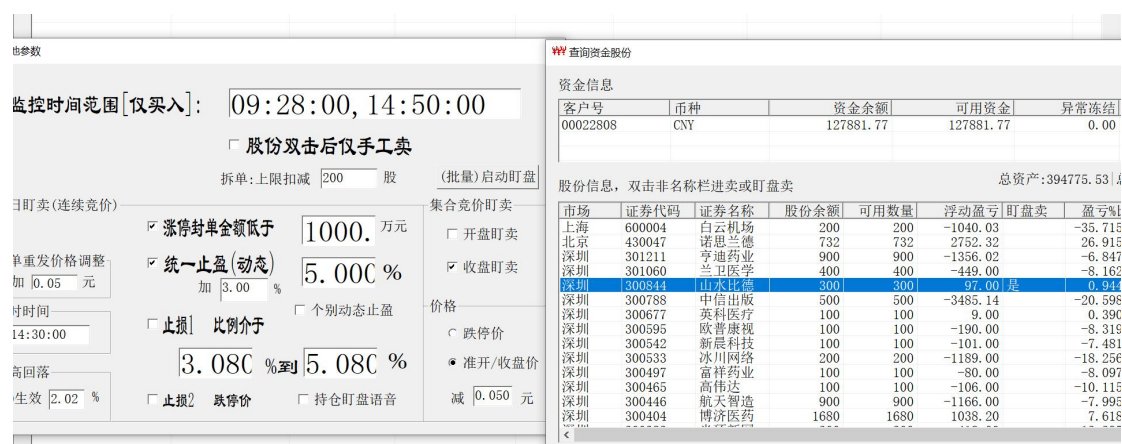 他参数
监控时间范围[仅买入]: 09:28:00, 14:50:00
股份双击后仅手工卖
拆单:上限扣减 200 股 (批量)启动盯盘
日盯卖(连续竞价)
涨停封单金额低于 1000. 万元
单重发价格调整
加 0.05 元
统一止盈(动态) 5.000 %
加 3.00 %
个别动态止盈
时时间
14:30:00
止损1 比例介于
3.080 %到 5.080 %
高回落
生效 2.02 %
止损2 跌停价
持仓盯盘语音
集合竞价盯卖
开盘盯卖
收盘盯卖
价格
跌停价
准开/收盘价
减 0.050 元
查询资金股份
资金信息
客户号 币种 资金余额 可用资金 异常冻结
00022808 CNY 127881.77 127881.77 0.00
股份信息, 双击非名称栏进卖或盯盘卖 总资产:394775.53
市场 证券代码 证券名称 股份余额 可用数量 浮动盈亏 盯盘卖 盈亏%
上海 600004 白云机场 200 200 -1040.03 -35.715
北京 430047 诺思兰德 732 732 2752.32 26.915
深圳 301211 亨迪药业 900 900 -1356.02 -6.847
深圳 301060 兰卫医学 400 400 -449.00 -8.162
深圳 300844 山水比德 300 300 97.00 是 0.944
深圳 300788 中信出版 500 500 -3485.14 -20.598
深圳 300677 英科医疗 100 100 9.00 0.390
深圳 300595 欧普康视 100 100 -190.00 -8.319
深圳 300542 新晨科技 100 100 -101.00 -7.481
深圳 300533 冰川网络 200 200 -1189.00 -18.256
深圳 300497 富祥药业 100 100 -80.00 -8.097
深圳 300465 高伟达 100 100 -106.00 -10.115
深圳 300446 航天智造 900 900 -1166.00 -7.995
深圳 300404 博济医药 1680 1680 1038.20 7.618